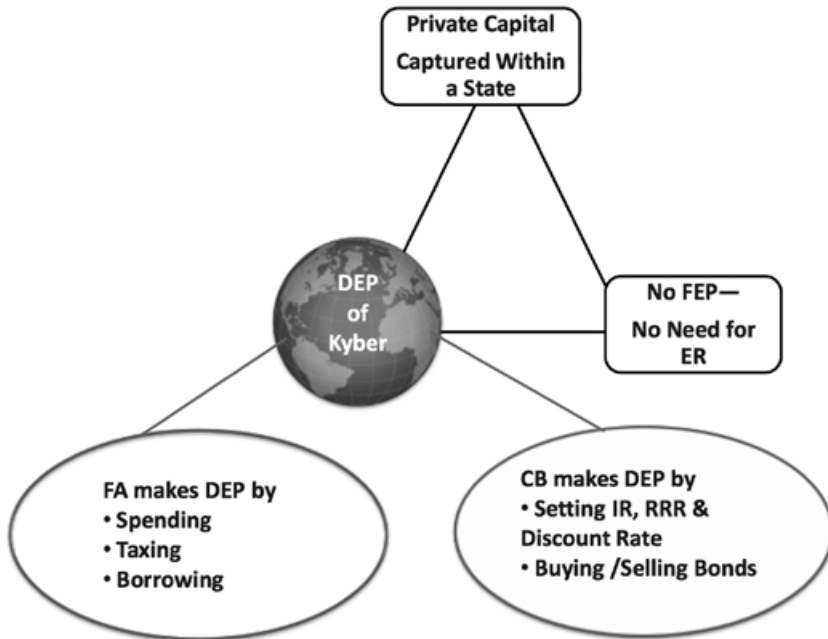 Private Capital
Captured Within
a State
DEP
of
Kyber
No FEP—
No Need for
ER
FA makes DEP by
• Spending
• Taxing
• Borrowing
CB makes DEP by
• Setting IR, RRR &
Discount Rate
• Buying /Selling Bonds